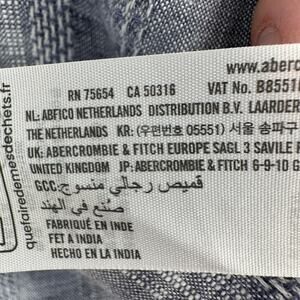 www.aberc
RN 75654 CA 50316 VAT No. B85516
NL: ABFICO NETHERLANDS DISTRIBUTION B.V. LAARDER
THE NETHERLANDS KR: (우편번호 05551) 서울 송파구
UK: ABERCROMBIE & FITCH EUROPE SAGL 3 SAVILE
UNITED KINGDOM JP: ABERCROMBIE & FITCH 6-9-10 G
GCC: قميص رجالي منسوج
صنع في الهند
FABRIQUÉ EN INDE
FET A ÍNDIA
HECHO EN LA INDIA
quefairedemesdechets.fr